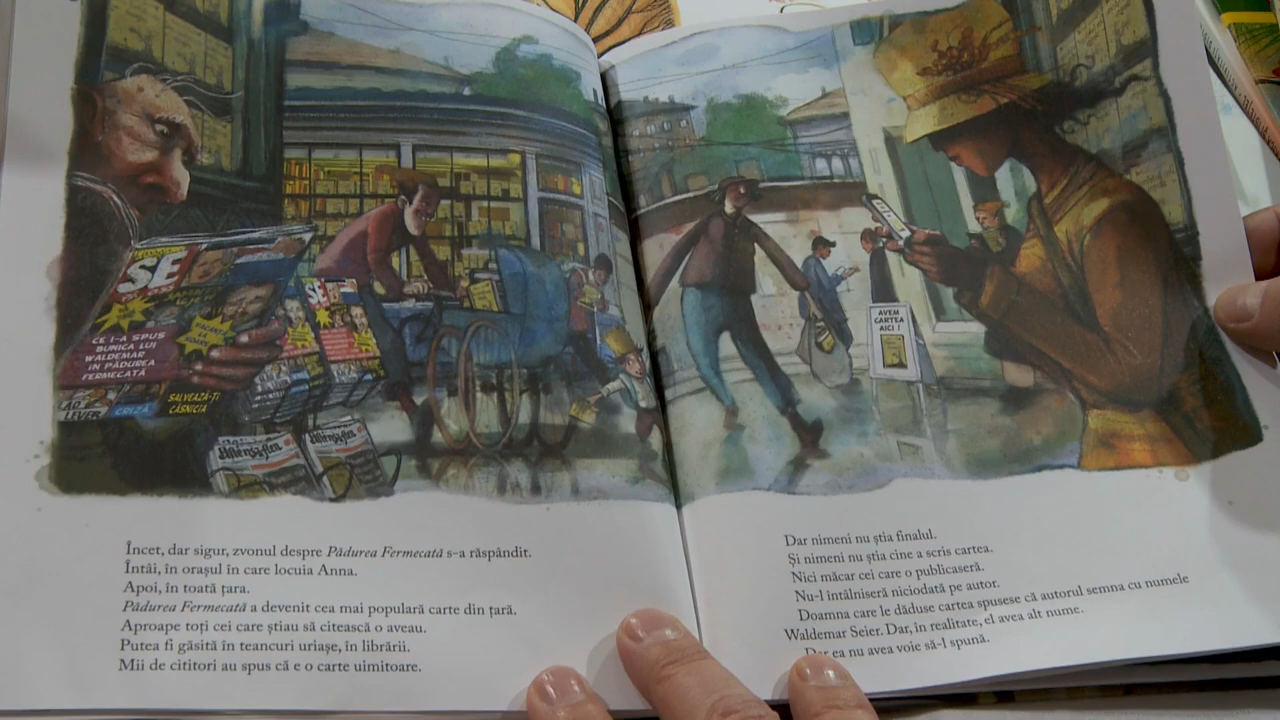 SE
CE I-A SPUS
BUNICA LUI
WALDEMAR
ÎN PĂDUREA
FERMECATĂ
VACANȚĂ
LA
SOARE
CRIZĂ
SALVEAZĂ-ȚI
CĂSNICIA
SE
AVEM
CARTEA
AICI !
Încet, dar sigur, zvonul despre Pădurea Fermecată s-a răspândit.
Întâi, în orașul în care locuia Anna.
Apoi, în toată țara.
Pădurea Fermecată a devenit cea mai populară carte din țară.
Aproape toți cei care știau să citească o aveau.
Putea fi găsită în teancuri uriașe, în librării.
Mii de cititori au spus că e o carte uimitoare.
Dar nimeni nu știa finalul.
Și nimeni nu știa cine a scris cartea.
Nici măcar cei care o publicaseră.
Nu-l întâlniseră niciodată pe autor.
Doamna care le dăduse cartea spusese că autorul semna cu numele
Waldemar Seier. Dar, în realitate, el avea alt nume.
Dar ea nu avea voie să-l spună.